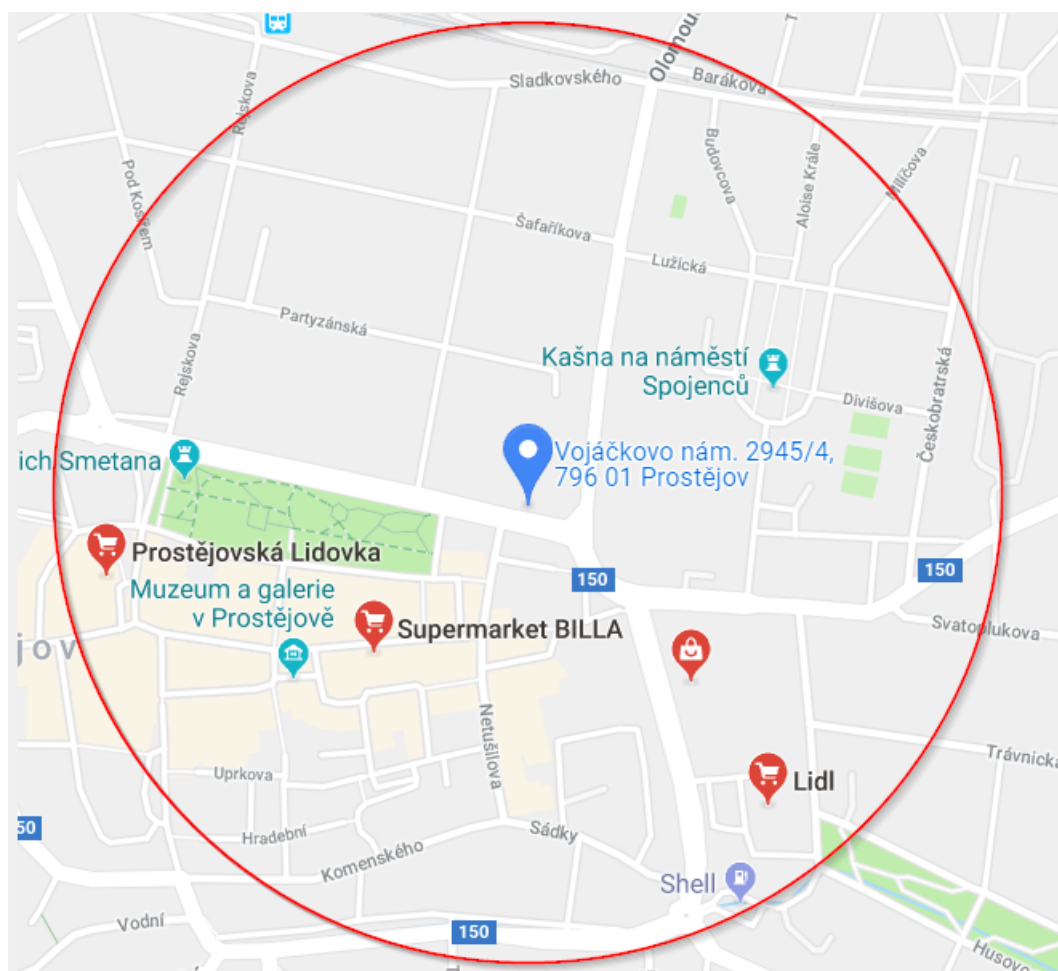 Olomouc
Sladkovského
Barákova
Rejskova
Pod Kosířem
Budovcova
Aloise Krále
Milíčova
Šafaříkova
Lužická
Partyzánská
Rejskova
Kašna na náměstí
Spojenců
Divišova
Českobratrská
ich Smetana
Vojáčkovo nám. 2945/4,
796 01 Prostějov
Prostějovská Lidovka
150
150
Muzeum a galerie
v Prostějově
Supermarket BILLA
Svatoplukova
jov
Netušilova
Trávnická
Uprkova
Lidl
50
Hradební
Sádky
Komenského
Shell
Vodní
150
Husovo